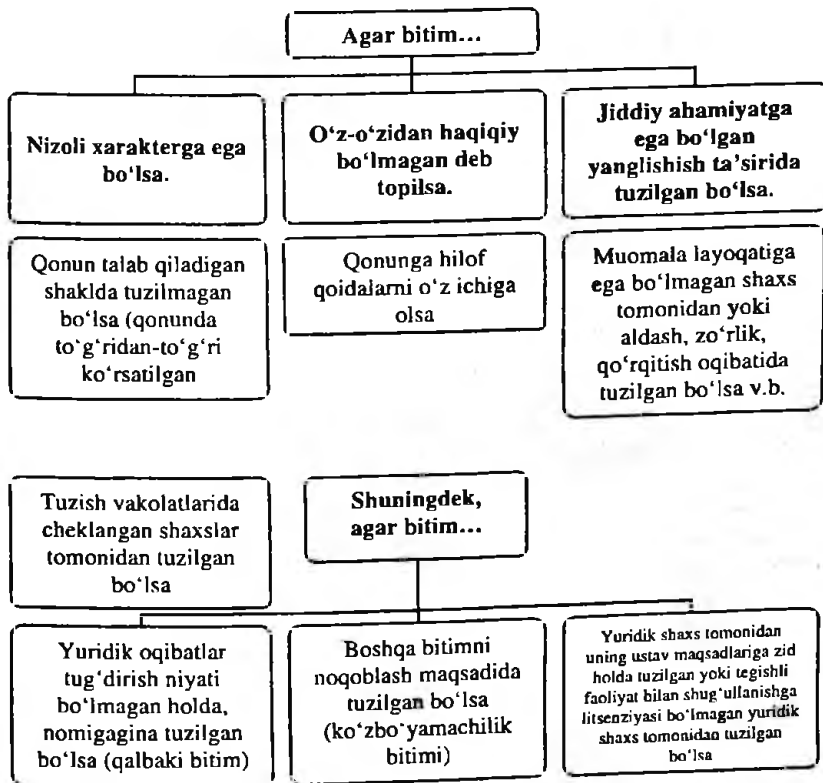 Agar bitim...
Nizoli xarakterga ega
bo‘lsa.
O‘z-o‘zidan haqiqiy
bo‘lmagan deb
topilsa.
Jiddiy ahamiyatga
ega bo‘lgan
yanglishish ta’sirida
tuzilgan bo‘lsa.
Qonun talab qiladigan
shaklda tuzilmagan
bo‘lsa (qonunda
to‘g‘ridan-to‘g‘ri
ko‘rsatilgan
Qonunga hilof
qoidalarni o‘z ichiga
olsa
Muomala layoqatiga
ega bo‘lmagan shaxs
tomonidan yoki
aldash, zo‘rlik,
qo‘rqitish oqibatida
tuzilgan bo‘lsa v.b.
Tuzish vakolatlarida
cheklangan shaxslar
tomonidan tuzilgan
bo‘lsa
Shuningdek,
agar bitim...
Yuridik oqibatlar
tug‘dirish niyati
bo‘lmagan holda,
nomigagina tuzilgan
bo‘lsa (qalbaki bitim)
Boshqa bitimni
noqoblash maqsadida
tuzilgan bo‘lsa
(ko‘zbo‘yamachilik
bitimi)
Yuridik shaxs tomonidan
uning ustav maqsadlariga zid
holda tuzilgan yoki tegishli
faoliyat bilan shug‘ullanishga
litsenziyasi bo‘lmagan yuridik
shaxs tomonidan tuzilgan
bo‘lsa